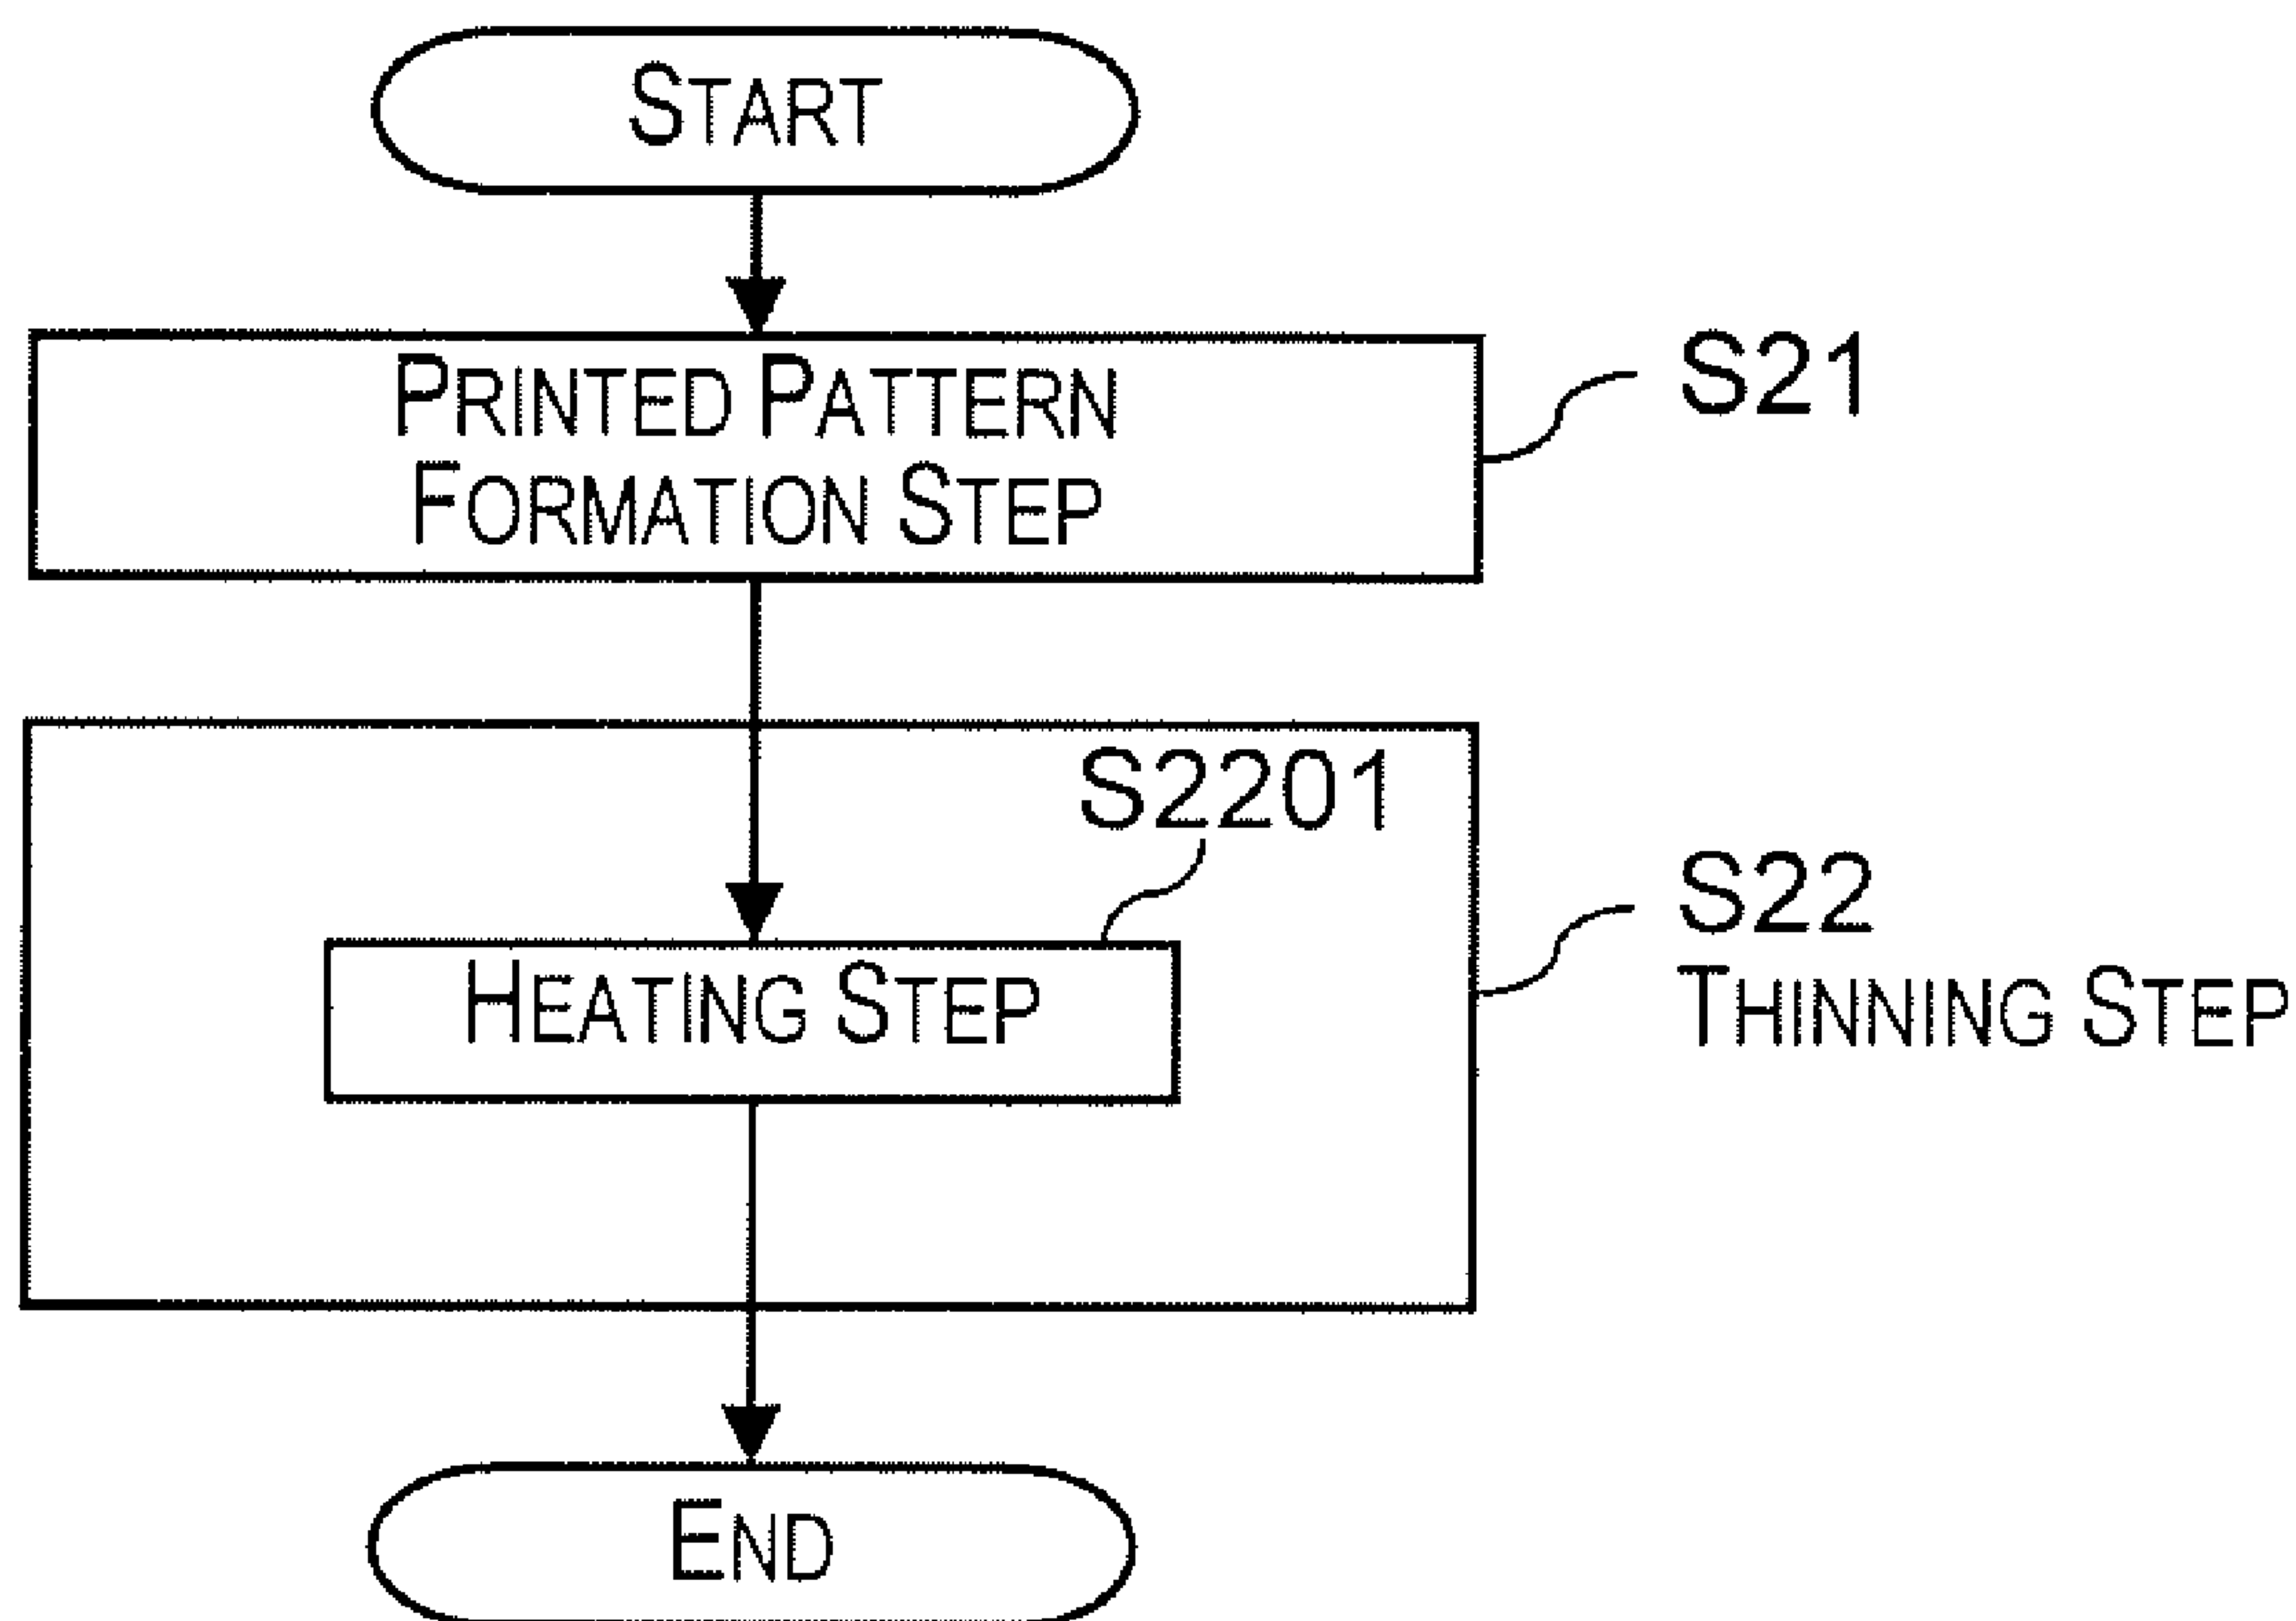 START
PRINTED PATTERN
FORMATION STEP
S21
S2201
HEATING STEP
S22
THINNING STEP
END